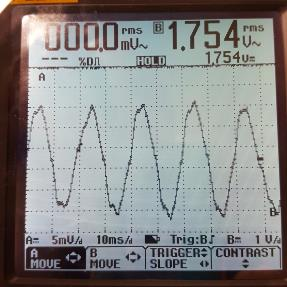 000.0 rms mV~ B 1.754 rms V~
--- %DΠ HOLD 1.754 V=
A
B
A= 5mV/d 10ms/d Trig:B∫ B= 1 V/d
A MOVE B MOVE TRIGGER SLOPE CONTRAST